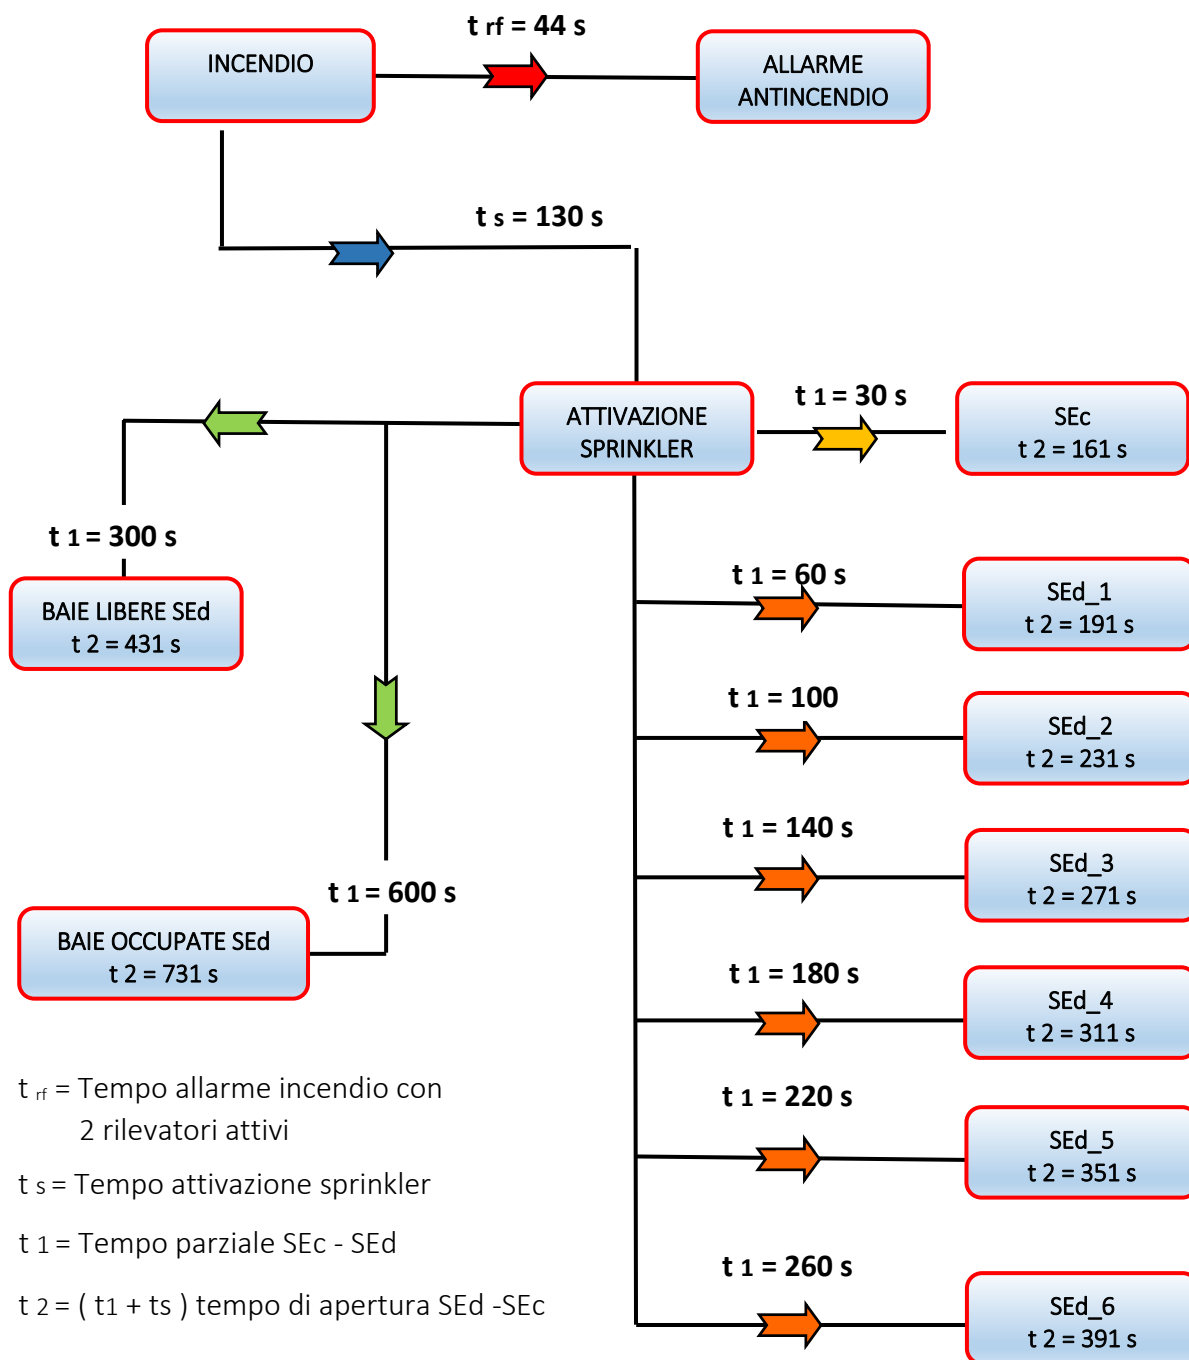 t rf = 44 s
INCENDIO
ALLARME
ANTINCENDIO
t s = 130 s
ATTIVAZIONE
SPRINKLER
t 1 = 30 s
SEc
t 2 = 161 s
t 1 = 300 s
BAIE LIBERE SEd
t 2 = 431 s
t 1 = 60 s
SEd_1
t 2 = 191 s
t 1 = 100
SEd_2
t 2 = 231 s
t 1 = 140 s
SEd_3
t 2 = 271 s
t 1 = 600 s
BAIE OCCUPATE SEd
t 2 = 731 s
t 1 = 180 s
SEd_4
t 2 = 311 s
t 1 = 220 s
SEd_5
t 2 = 351 s
t 1 = 260 s
SEd_6
t 2 = 391 s
t rf = Tempo allarme incendio con
2 rilevatori attivi
t s = Tempo attivazione sprinkler
t 1 = Tempo parziale SEc - SEd
t 2 = ( t1 + ts ) tempo di apertura SEd -SEc